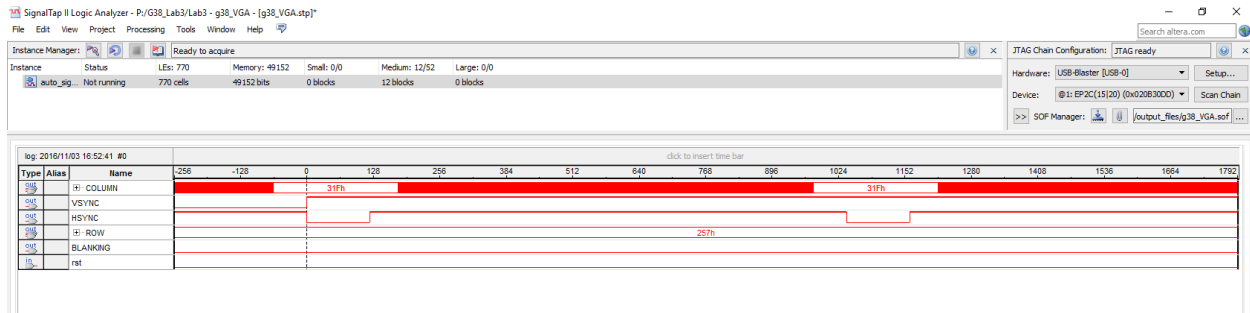 SignalTap II Logic Analyzer - P:/G38_Lab3/Lab3 - g38_VGA - [g38_VGA.stp]*
File Edit View Project Processing Tools Window Help
Search altera.com
Instance Manager: Ready to acquire
Instance Status LEs: 770 Memory: 49152 Small: 0/0 Medium: 12/52 Large: 0/0
auto_sig... Not running 770 cells 49152 bits 0 blocks 12 blocks 0 blocks
JTAG Chain Configuration: JTAG ready
Hardware: USB-Blaster [USB-0] Setup...
Device: @1: EP2C(15|20) (0x020B30DD) Scan Chain
>> SOF Manager: /output_files/g38_VGA.sof ...
log: 2016/11/03 16:52:41 #0 click to insert time bar
Type Alias Name -256 -128 0 128 256 384 512 640 768 896 1024 1152 1280 1408 1536 1664 1792
out COLUMN 31Fh 31Fh
out VSYNC
out HSYNC
out ROW 257h
out BLANKING
in rst